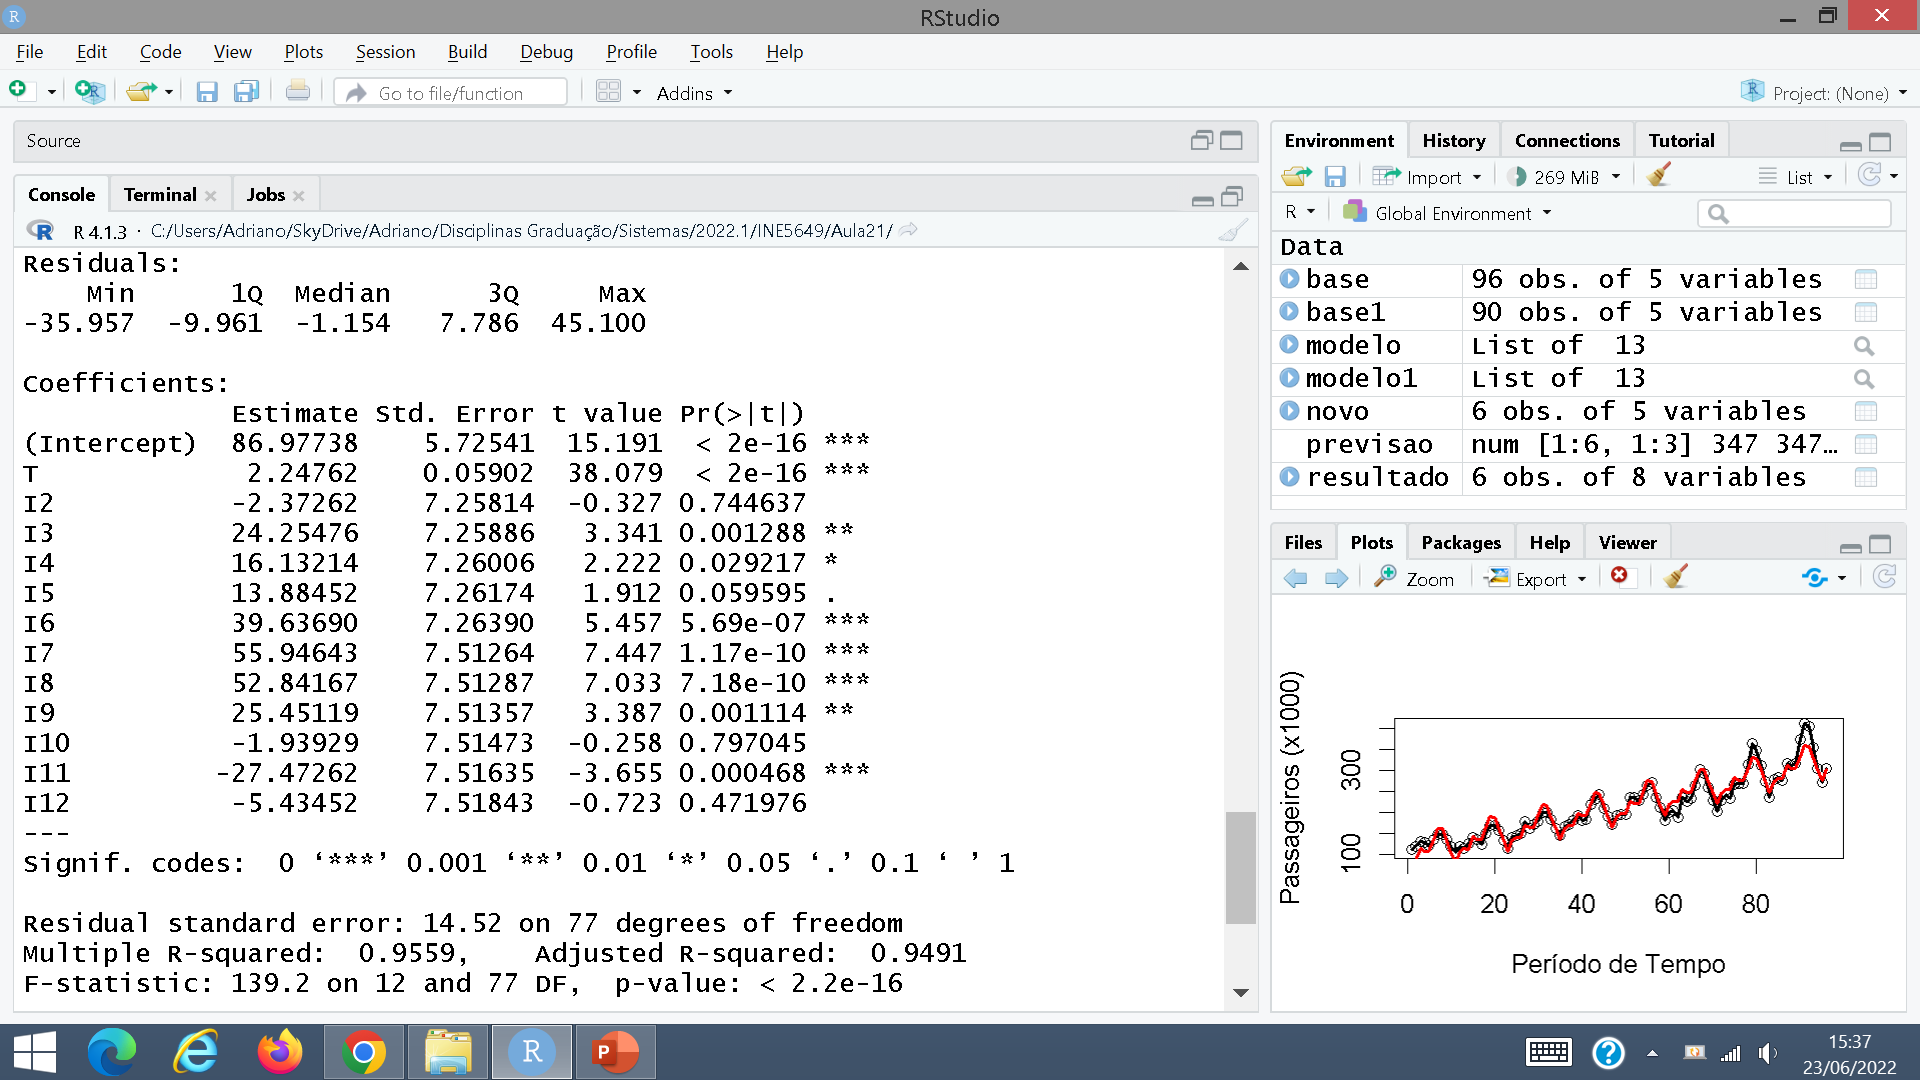 RStudio
File Edit Code View Plots Session Build Debug Profile Tools Help
Go to file/function Addins Project: (None)
Source
Console Terminal Jobs
R 4.1.3 · C:/Users/Adriano/SkyDrive/Adriano/Disciplinas Graduação/Sistemas/2022.1/INE5649/Aula21/
Residuals:
    Min      1Q  Median      3Q     Max
-35.957  -9.961  -1.154   7.786  45.100
Coefficients:
             Estimate Std. Error t value Pr(>|t|)
(Intercept)  86.97738    5.72541  15.191  < 2e-16 ***
T             2.24762    0.05902  38.079  < 2e-16 ***
I2           -2.37262    7.25814  -0.327 0.744637
I3           24.25476    7.25886   3.341 0.001288 **
I4           16.13214    7.26006   2.222 0.029217 *
I5           13.88452    7.26174   1.912 0.059595 .
I6           39.63690    7.26390   5.457 5.69e-07 ***
I7           55.94643    7.51264   7.447 1.17e-10 ***
I8           52.84167    7.51287   7.033 7.18e-10 ***
I9           25.45119    7.51357   3.387 0.001114 **
I10          -1.93929    7.51473  -0.258 0.797045
I11         -27.47262    7.51635  -3.655 0.000468 ***
I12          -5.43452    7.51843  -0.723 0.471976
---
Signif. codes:  0 ‘***’ 0.001 ‘**’ 0.01 ‘*’ 0.05 ‘.’ 0.1 ‘ ’ 1
Residual standard error: 14.52 on 77 degrees of freedom
Multiple R-squared:  0.9559,    Adjusted R-squared:  0.9491
F-statistic: 139.2 on 12 and 77 DF,  p-value: < 2.2e-16
Environment History Connections Tutorial
Import 269 MiB List
R Global Environment
Data
base 96 obs. of 5 variables
base1 90 obs. of 5 variables
modelo List of  13
modelo1 List of  13
novo 6 obs. of 5 variables
previsao num [1:6, 1:3] 347 347…
resultado 6 obs. of 8 variables
Files Plots Packages Help Viewer
Zoom Export
Passageiros (x1000)
300
100
0 20 40 60 80
Período de Tempo
15:37
23/06/2022